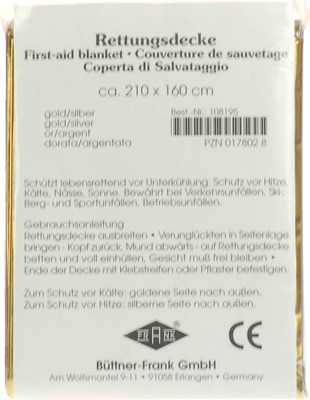 Rettungsdecke
First-aid blanket • Couverture de sauvetage
Coperta di Salvataggio
ca. 210 x 160 cm
gold/silber
gold/silver
or/argent
dorata/argentata
Best.-Nr.: 108195
PZN 017802 8
Schützt lebensrettend vor Unterkühlung. Schutz vor Hitze,
Kälte, Nässe, Sonne. Bewährt bei Verkehrsunfällen, Ski-,
Berg- und Sportunfällen, Betriebsunfällen.
Gebrauchsanleitung
Rettungsdecke ausbreiten • Verunglückten in Seitenlage
bringen - Kopf zurück, Mund abwärts - auf Rettungsdecke
betten und voll einhüllen, Gesicht muß frei bleiben •
Ende der Decke mit Klebstreifen oder Pflaster befestigen.
Zum Schutz vor Kälte: goldene Seite nach außen.
Zum Schutz vor Hitze: silberne Seite nach außen.
FRANK
CE
Büttner-Frank GmbH
Am Wolfsmantel 9-11 • 91058 Erlangen • Germany